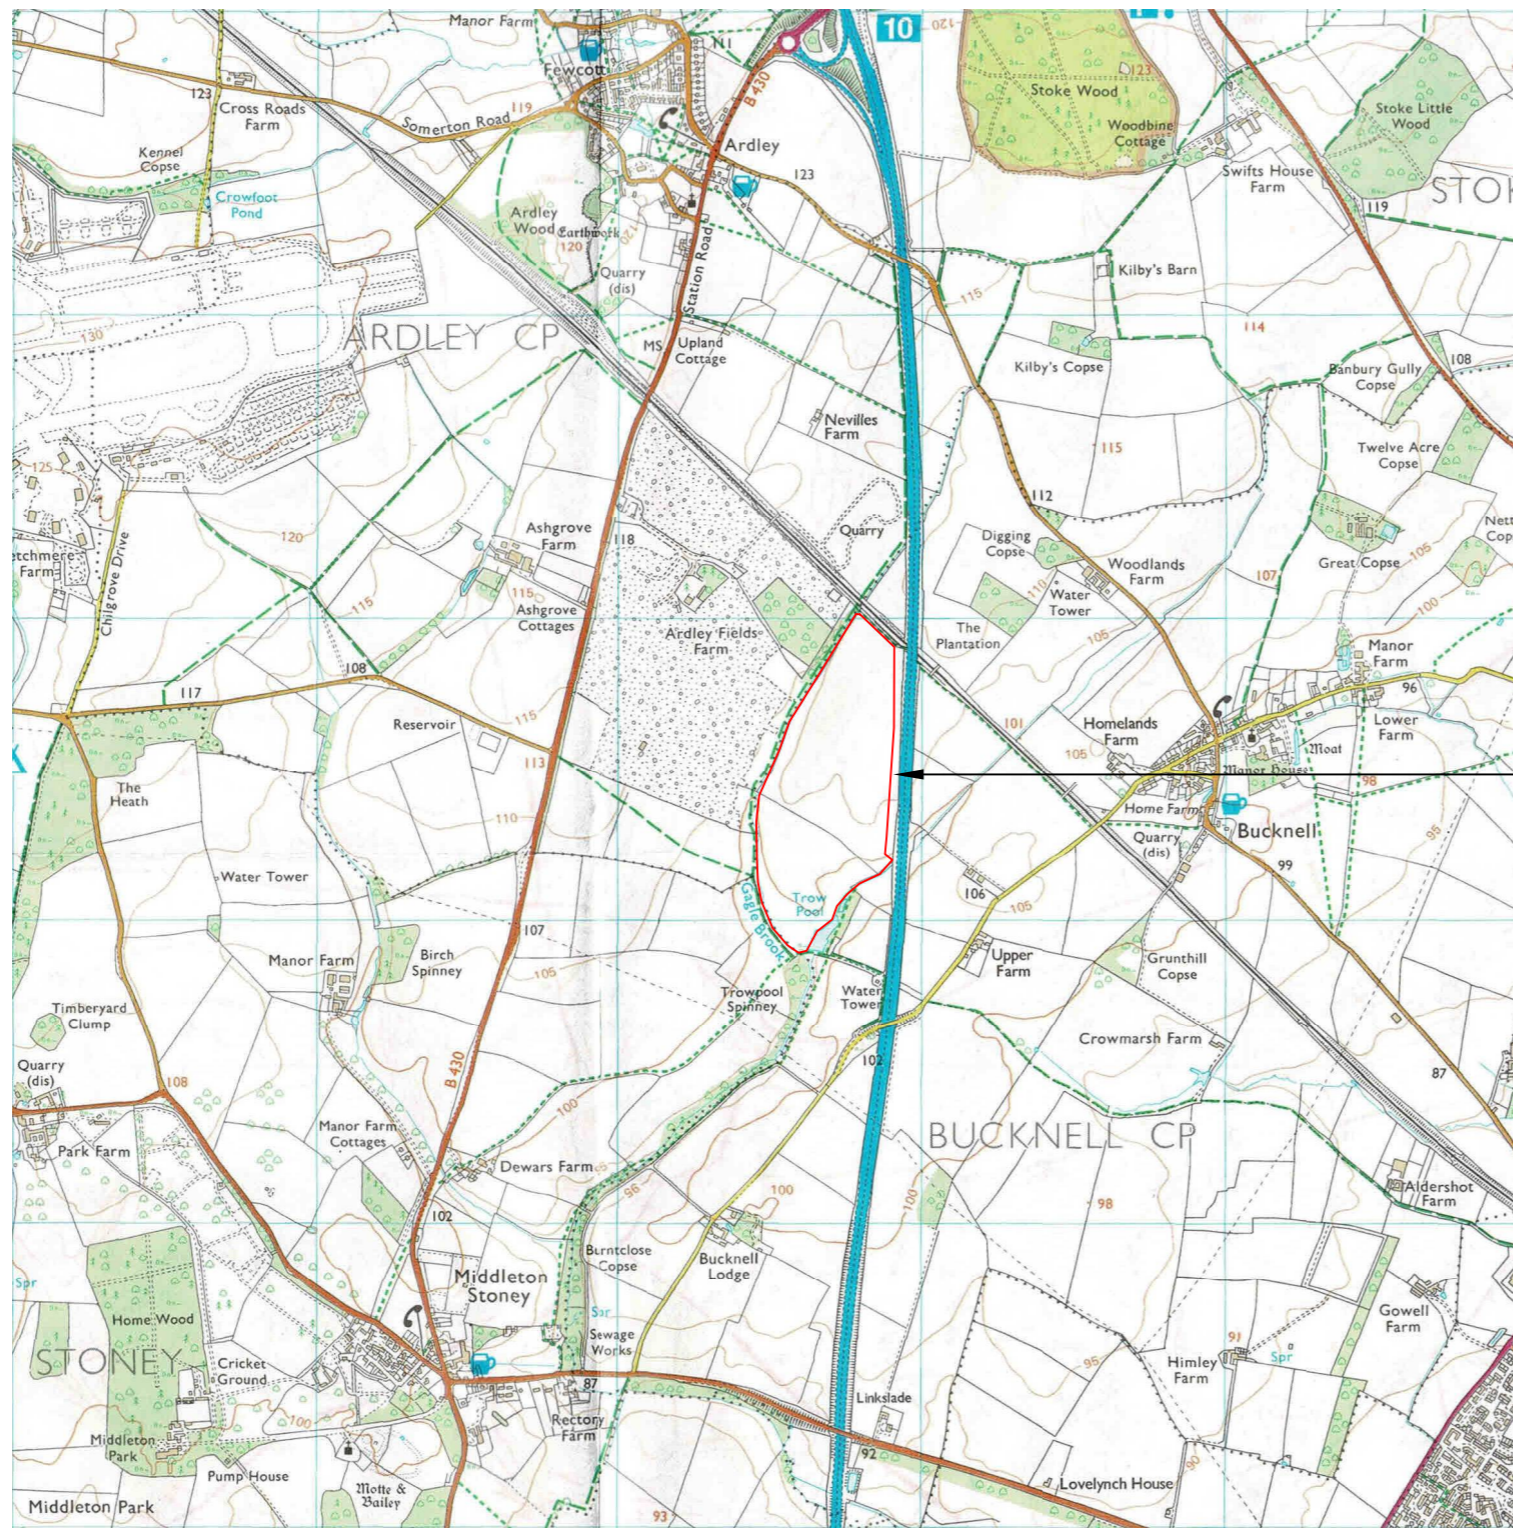 Manor Farm
Fewcott
B 430
10
120
123
Stoke Wood
Stoke Little
Wood
123
Cross Roads
Farm
Somerton Road
119
Ardley
Woodbine
Cottage
Swifts House
Farm
119
Kennel
Copse
Crowfoot
Pond
123
Ardley
Wood
Earthwork
120
120
Quarry
(dis)
Station Road
Kilby's Barn
115
114
130
ARDLEY CP
MS
Upland
Cottage
Kilby's Copse
Banbury Gully
Copse
108
Nevilles
Farm
115
Twelve Acre
Copse
125
112
Chilgrove Drive
120
Ashgrove
Farm
118
Quarry
Digging
Copse
Woodlands
Farm
Great Copse
105
107
110
Water
Tower
115
115
Ashgrove
Cottages
Ardley Fields
Farm
The
Plantation
105
100
Manor
Farm
96
108
117
Reservoir
115
113
101
Homelands
Farm
105
Lower
Farm
Moat
Manor House
98
The
Heath
110
Home Farm
Bucknell
Quarry
(dis)
99
95
Water Tower
106
105
Trow
Pool
Gagle Brook
107
Manor Farm
Birch
Spinney
105
Upper
Farm
Grunthill
Copse
Timberyard
Clump
Trowpool
Spinney
Water
Tower
Crowmarsh Farm
102
87
Quarry
(dis)
108
B 430
100
Park Farm
Manor Farm
Cottages
BUCKNELL CP
Dewars Farm
96
100
100
98
Aldershot
Farm
102
Burntclose
Copse
Bucknell
Lodge
Middleton
Stoney
Spr
Spr
Home Wood
Sewage
Works
Gowell
Farm
91
Spr
Himley
Farm
95
STONEY
Cricket
Ground
87
Rectory
Farm
Linkslade
100
Middleton
Park
92
90
Pump House
Motte &
Bailey
Lovelynch House
Middleton Park
93